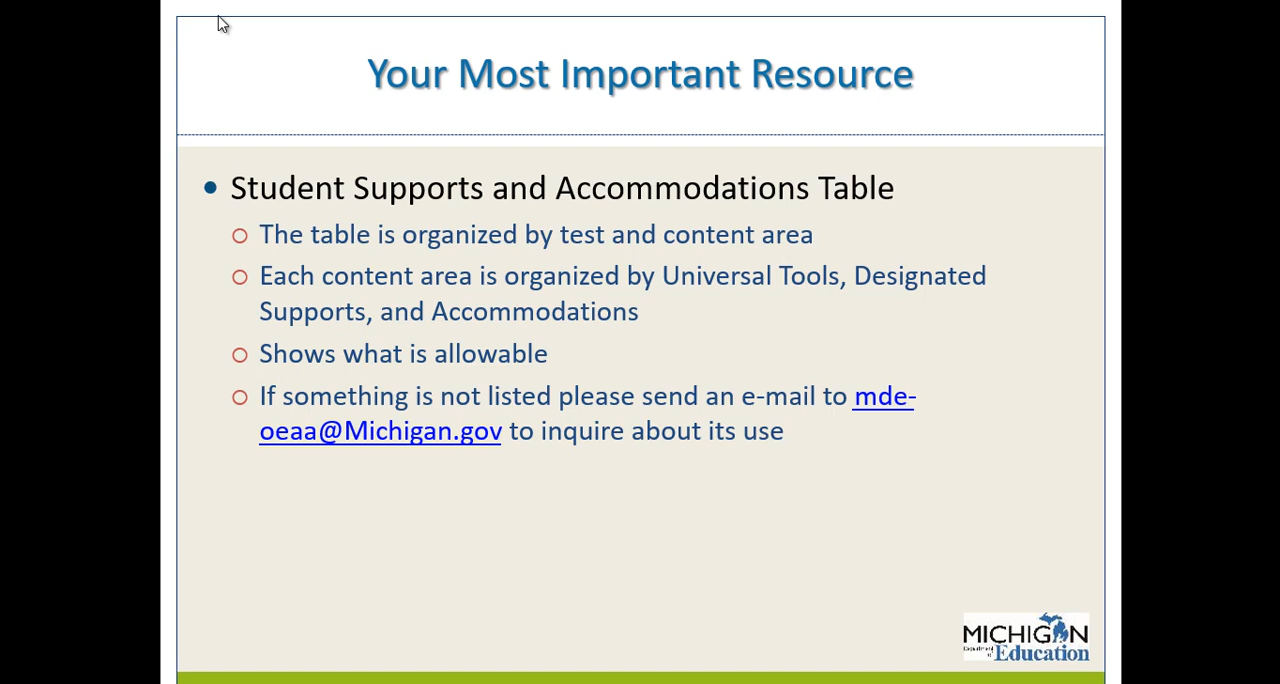 Your Most Important Resource
• Student Supports and Accommodations Table
○ The table is organized by test and content area
○ Each content area is organized by Universal Tools, Designated
Supports, and Accommodations
○ Shows what is allowable
○ If something is not listed please send an e-mail to mde-
oeaa@Michigan.gov to inquire about its use
MICHIGAN
Department
of Education